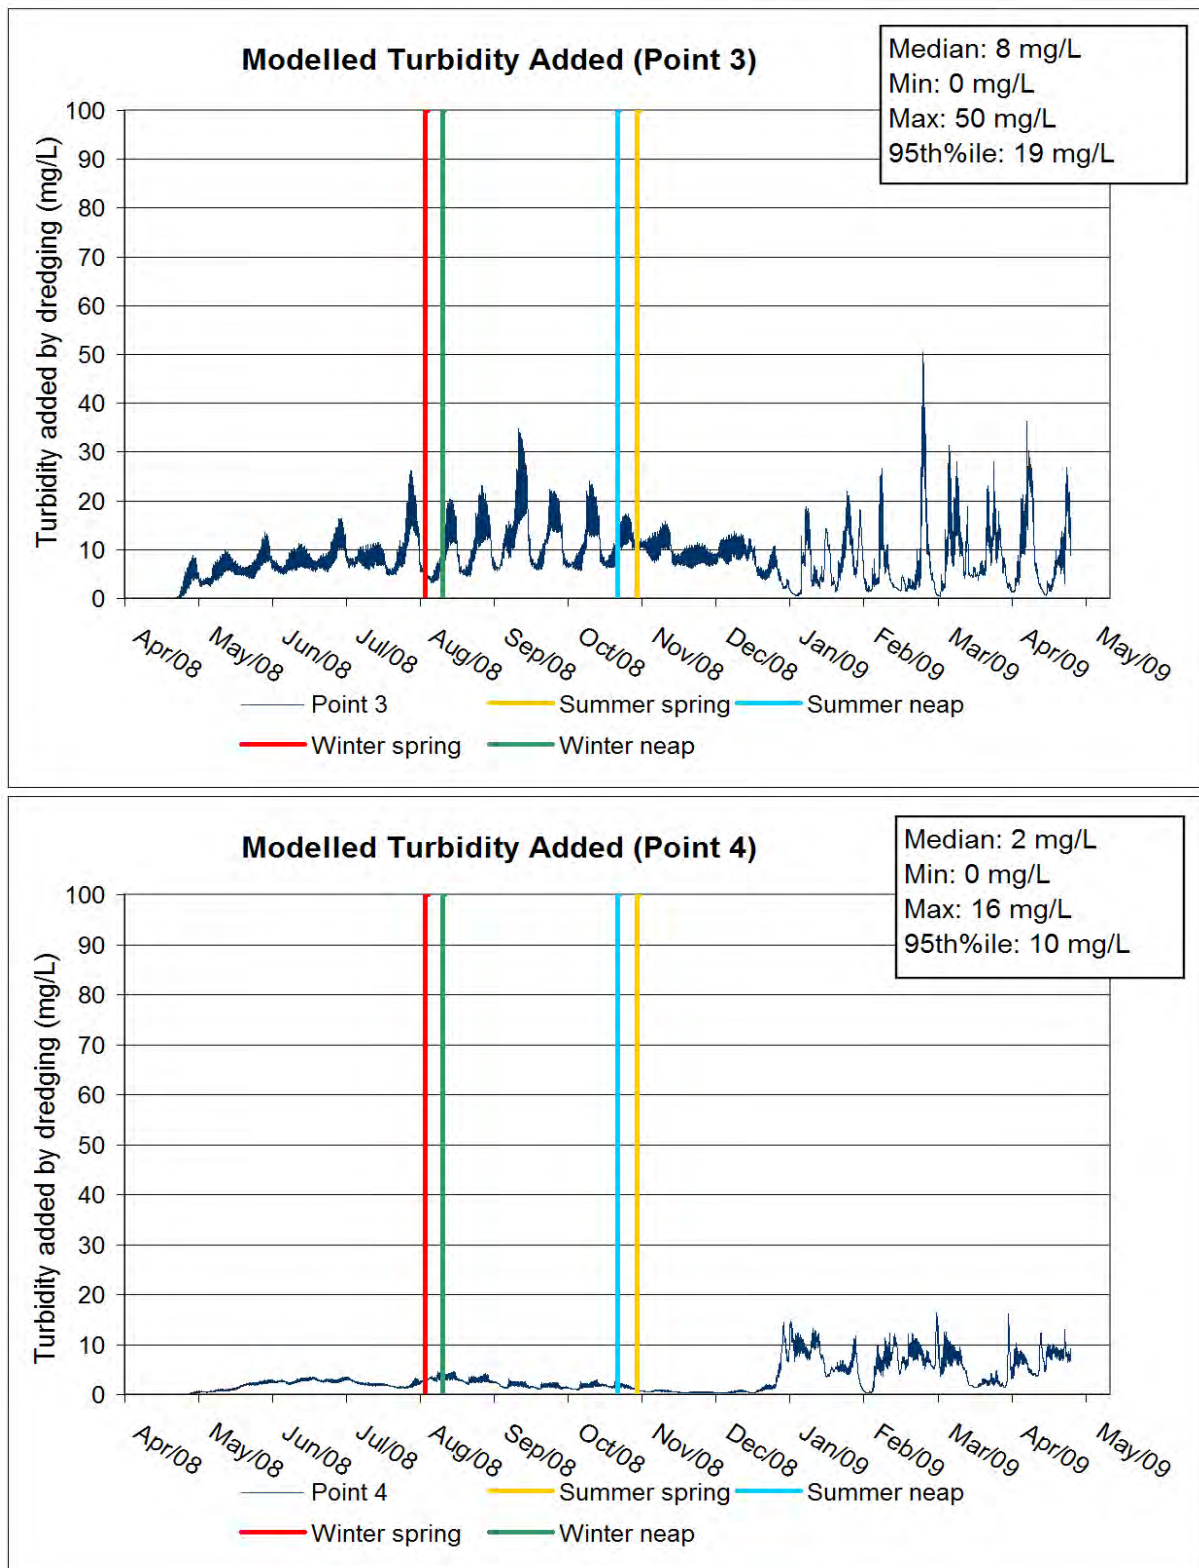 Modelled Turbidity Added (Point 3)
Median: 8 mg/L
Min: 0 mg/L
Max: 50 mg/L
95th%ile: 19 mg/L
Turbidity added by dredging (mg/L)
100
90
80
70
60
50
40
30
20
10
0
Apr/08
May/08
Jun/08
Jul/08
Aug/08
Sep/08
Oct/08
Nov/08
Dec/08
Jan/09
Feb/09
Mar/09
Apr/09
May/09
Point 3
Summer spring
Summer neap
Winter spring
Winter neap
Modelled Turbidity Added (Point 4)
Median: 2 mg/L
Min: 0 mg/L
Max: 16 mg/L
95th%ile: 10 mg/L
Turbidity added by dredging (mg/L)
100
90
80
70
60
50
40
30
20
10
0
Apr/08
May/08
Jun/08
Jul/08
Aug/08
Sep/08
Oct/08
Nov/08
Dec/08
Jan/09
Feb/09
Mar/09
Apr/09
May/09
Point 4
Summer spring
Summer neap
Winter spring
Winter neap